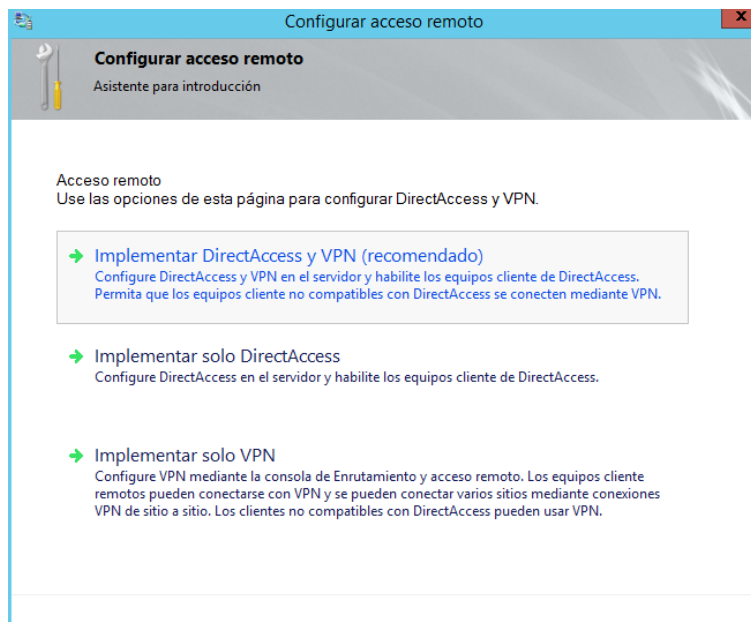 Configurar acceso remoto
Configurar acceso remoto
Asistente para introducción
Acceso remoto
Use las opciones de esta página para configurar DirectAccess y VPN.
Implementar DirectAccess y VPN (recomendado)
Configure DirectAccess y VPN en el servidor y habilite los equipos cliente de DirectAccess.
Permita que los equipos cliente no compatibles con DirectAccess se conecten mediante VPN.
Implementar solo DirectAccess
Configure DirectAccess en el servidor y habilite los equipos cliente de DirectAccess.
Implementar solo VPN
Configure VPN mediante la consola de Enrutamiento y acceso remoto. Los equipos cliente
remotos pueden conectarse con VPN y se pueden conectar varios sitios mediante conexiones
VPN de sitio a sitio. Los clientes no compatibles con DirectAccess pueden usar VPN.